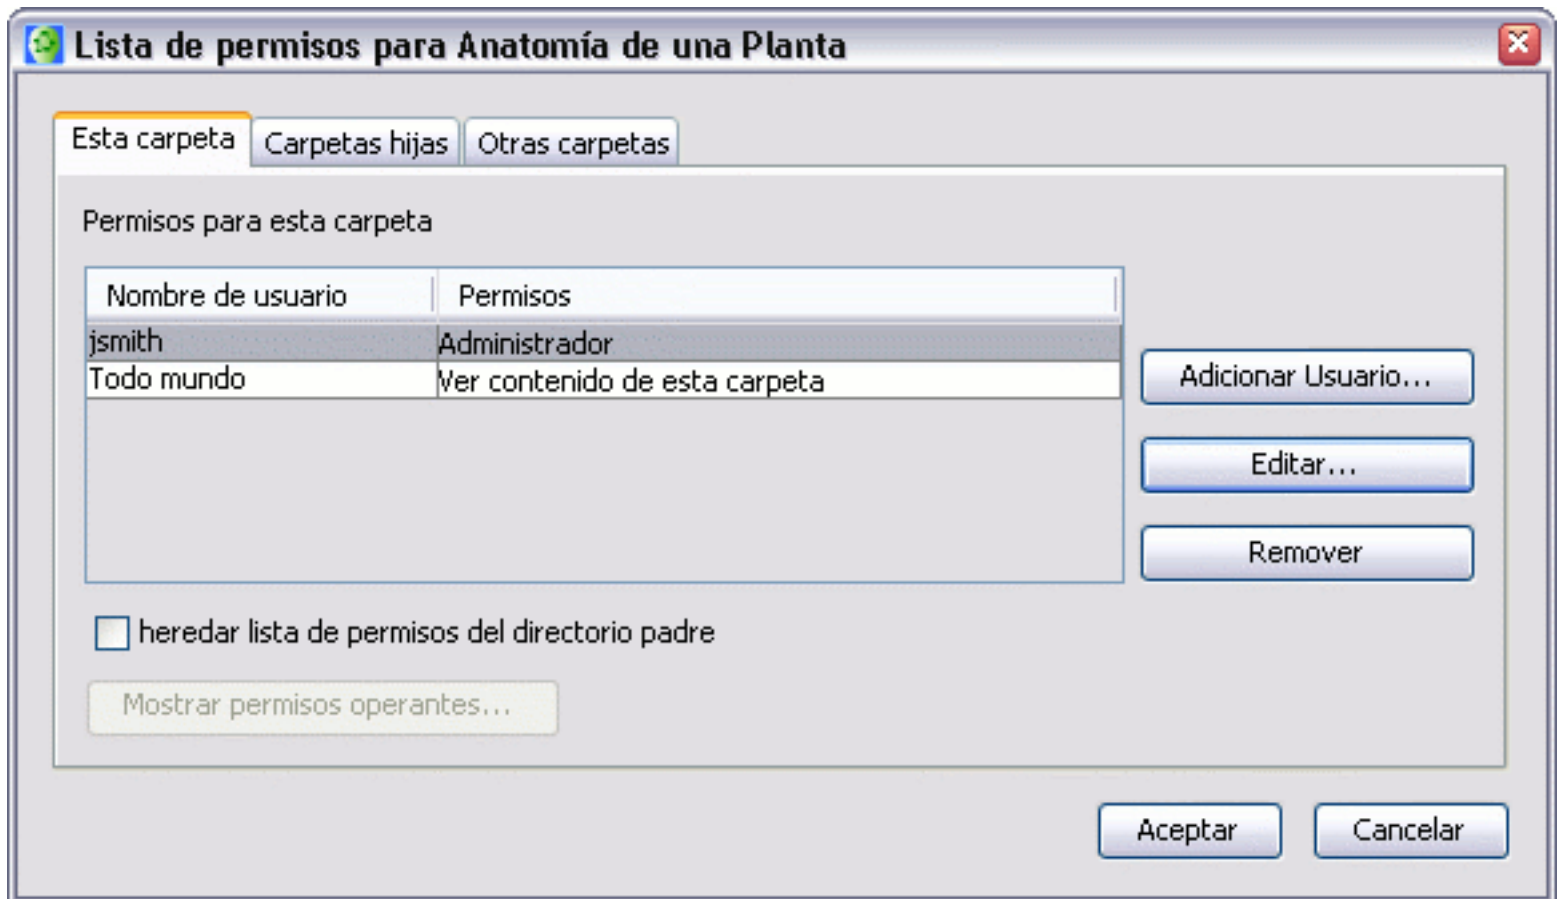 Lista de permisos para Anatomía de una Planta
Esta carpeta
Carpetas hijas
Otras carpetas
Permisos para esta carpeta
Nombre de usuario
Permisos
jsmith
Administrador
Todo mundo
Ver contenido de esta carpeta
Adicionar Usuario...
Editar...
Remover
heredar lista de permisos del directorio padre
Mostrar permisos operantes...
Aceptar
Cancelar